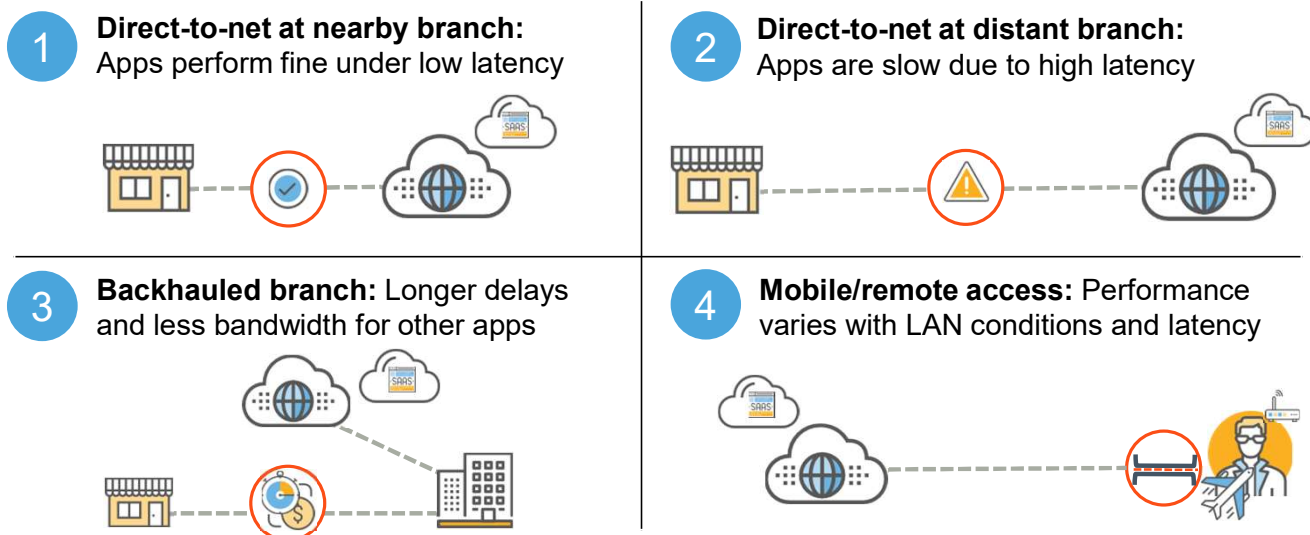 1
Direct-to-net at nearby branch:
Apps perform fine under low latency
SAAS
2
Direct-to-net at distant branch:
Apps are slow due to high latency
SAAS
3
Backhauled branch: Longer delays
and less bandwidth for other apps
SAAS
$
4
Mobile/remote access: Performance
varies with LAN conditions and latency
SAAS